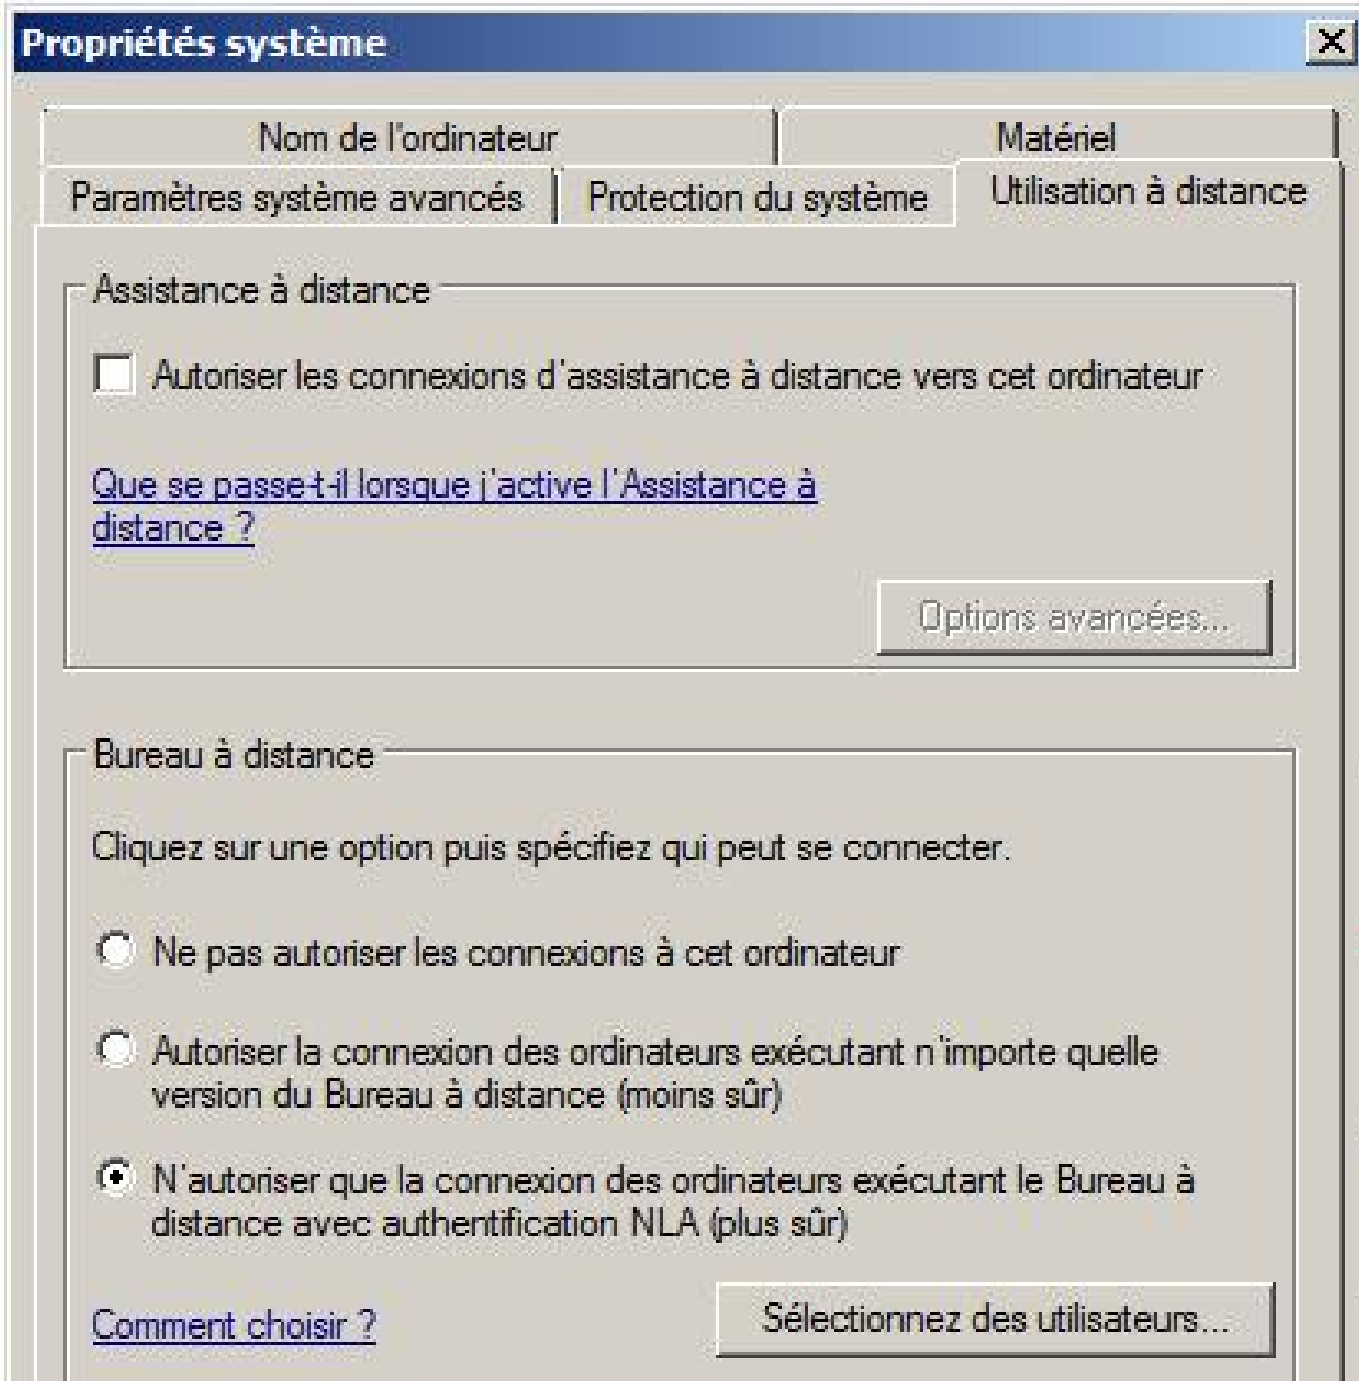 Propriétés système
Nom de l'ordinateur
Matériel
Paramètres système avancés
Protection du système
Utilisation à distance
Assistance à distance
Autoriser les connexions d'assistance à distance vers cet ordinateur
Que se passe-t-il lorsque j'active l'Assistance à
distance ?
Options avancées...
Bureau à distance
Cliquez sur une option puis spécifiez qui peut se connecter.
Ne pas autoriser les connexions à cet ordinateur
Autoriser la connexion des ordinateurs exécutant n'importe quelle
version du Bureau à distance (moins sûr)
N'autoriser que la connexion des ordinateurs exécutant le Bureau à
distance avec authentification NLA (plus sûr)
Comment choisir ?
Sélectionnez des utilisateurs...